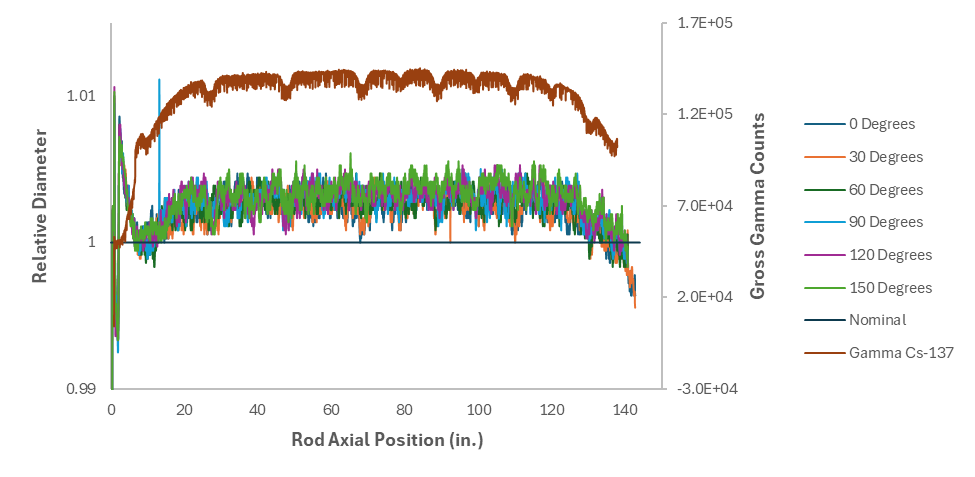 1.7E+05
1.01
1.2E+05
0 Degrees
30 Degrees
60 Degrees
90 Degrees
120 Degrees
150 Degrees
Nominal
Gamma Cs-137
Relative Diameter
Gross Gamma Counts
7.0E+04
1
2.0E+04
0.99
-3.0E+04
0 20 40 60 80 100 120 140
Rod Axial Position (in.)